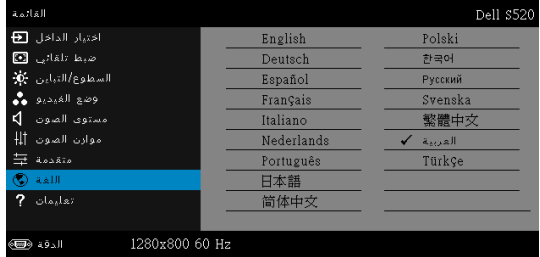 القائمة
Dell S520
اختيار الداخل
ضبط تلقائي
السطوع/التباين
وضع الفيديو
مستوى الصوت
موازن الصوت
متقدمة
اللغة
تعليمات
English
Deutsch
Español
Français
Italiano
Nederlands
Português
日本語
简体中文
Polski
한국어
Русский
Svenska
繁體中文
العربية
Türkçe
الدقة
1280x800 60 Hz